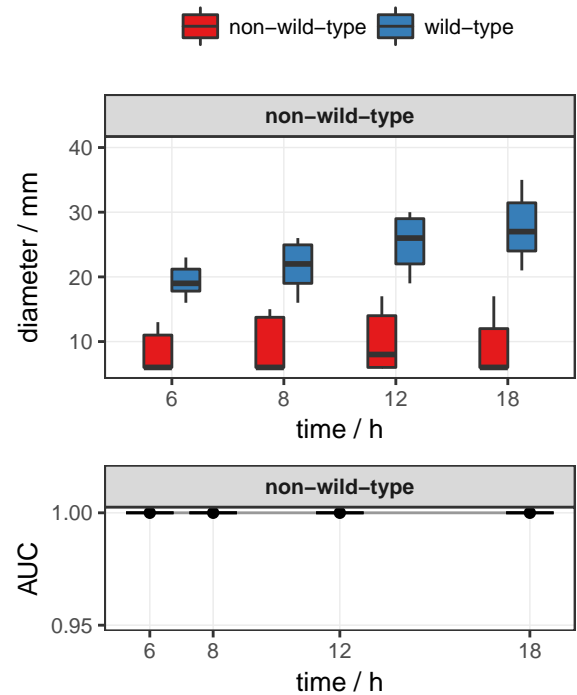 non−wild−type wild−type
non−wild−type
40
30
20
10
diameter / mm
6 8 12 18
time / h
non−wild−type
1.00
0.95
AUC
6 8 12 18
time / h